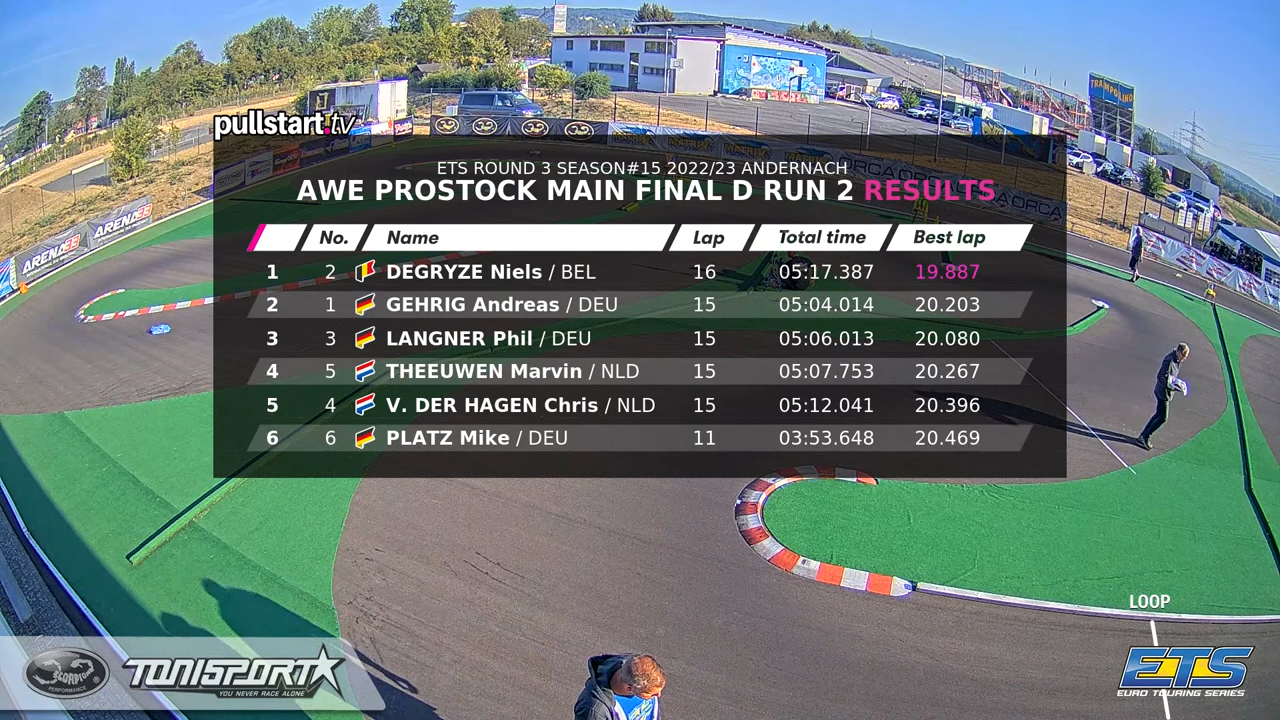 TRAMPOLINO
pullstart.tv
MATRIX
ORCA
ORCA
ARENA
ARENA
ETS ROUND 3 SEASON#15 2022/23 ANDERNACH
AWE PROSTOCK MAIN FINAL D RUN 2 RESULTS
No. Name Lap Total time Best lap
1 2 DEGRYZE Niels / BEL 16 05:17.387 19.887
2 1 GEHRIG Andreas / DEU 15 05:04.014 20.203
3 3 LANGNER Phil / DEU 15 05:06.013 20.080
4 5 THEEUWEN Marvin / NLD 15 05:07.753 20.267
5 4 V. DER HAGEN Chris / NLD 15 05:12.041 20.396
6 6 PLATZ Mike / DEU 11 03:53.648 20.469
LOOP
SCORPION
PERFORMANCE
TONISPORT
YOU NEVER RACE ALONE
ETS
EURO TOURING SERIES